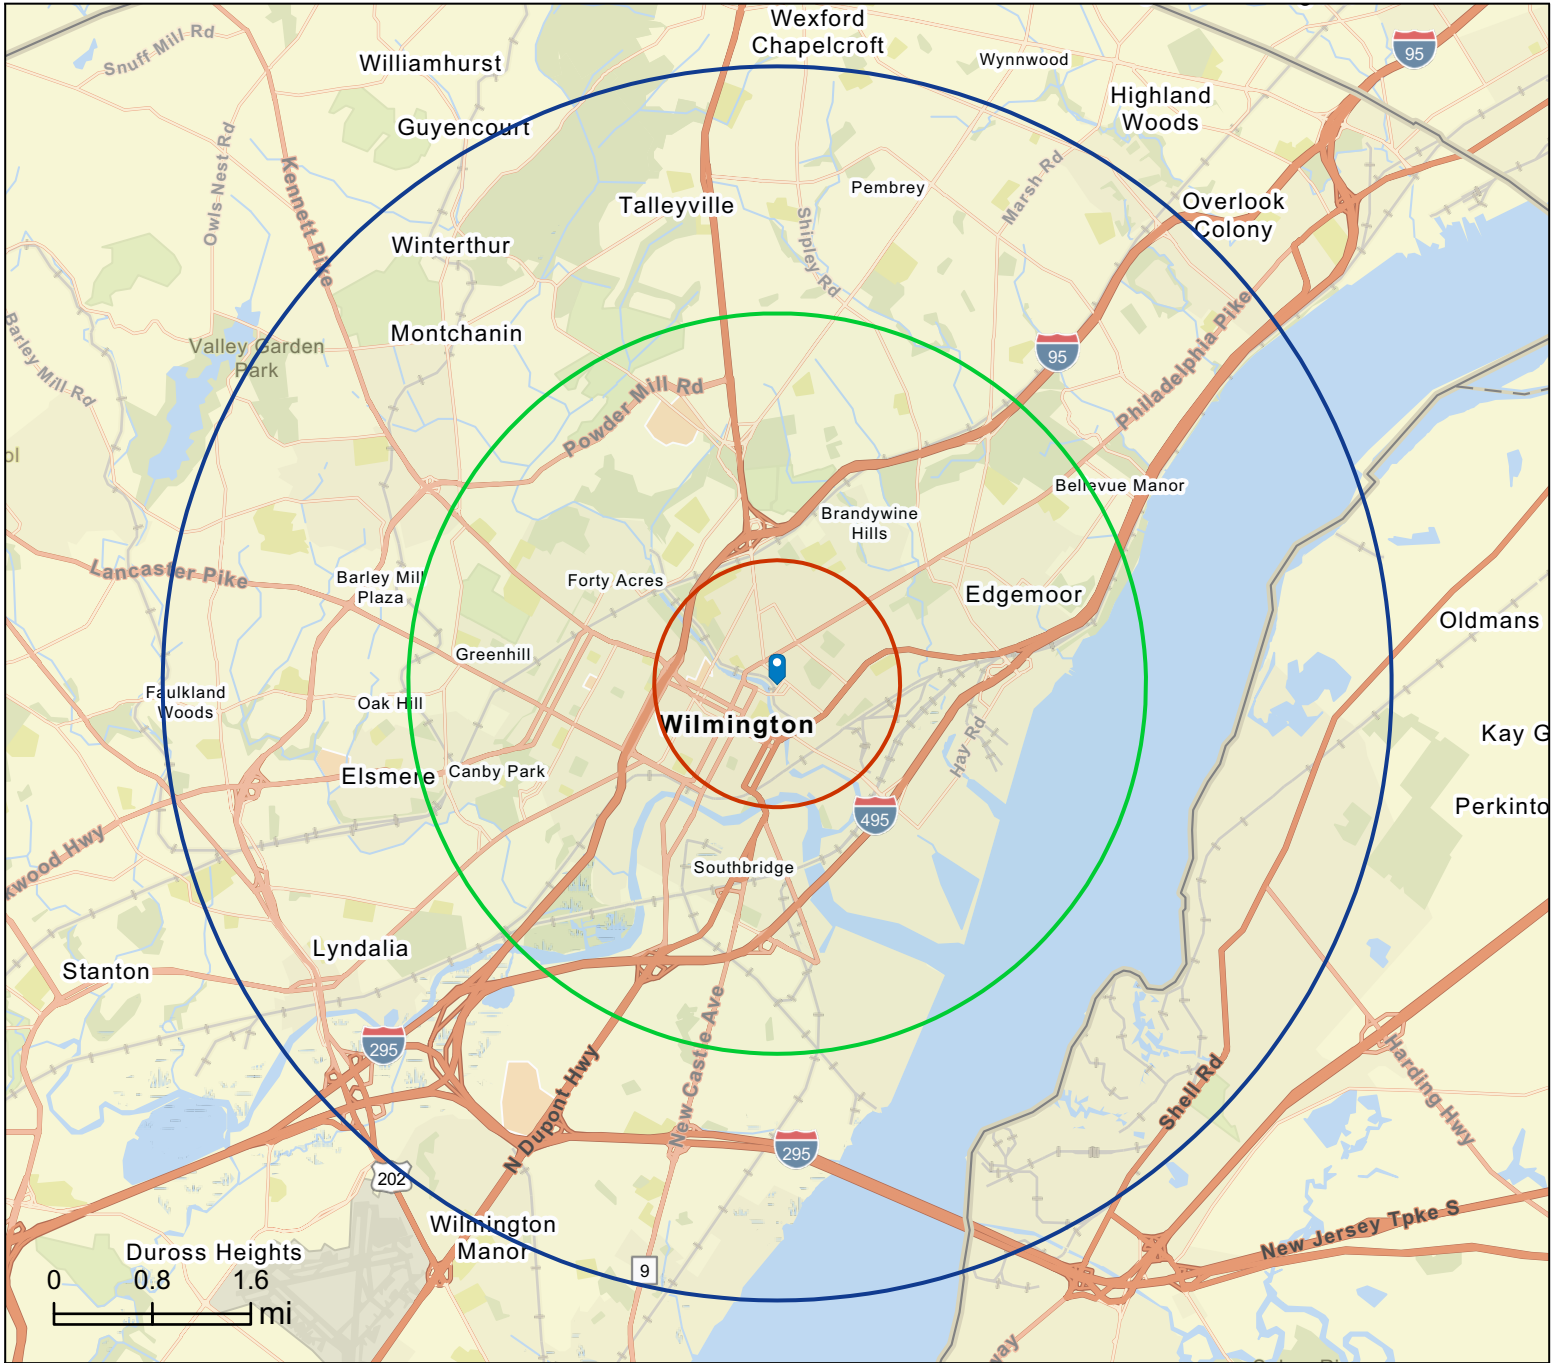 Wexford
Chapelcroft
Snuff Mill Rd
Williamhurst
Wynnwood
95
Highland
Woods
Guyencourt
Owls Nest Rd
Kennett Pike
Pembrey
Marsh Rd
Talleyville
Overlook
Colony
Shipley Rd
Winterthur
Barley Mill Rd
Valley Garden
Park
Montchanin
95
Philadelphia Pike
Powder Mill Rd
ol
Bellevue Manor
Brandywine
Hills
Lancaster Pike
Barley Mill
Plaza
Forty Acres
Edgemoor
Oldmans
Greenhill
Faulkland
Woods
Oak Hill
Wilmington
Hay Rd
Kay G
Elsmere
Canby Park
Perkinto
495
kwood Hwy
Southbridge
Lyndalia
Stanton
295
New Castle Ave
N Dupont Hwy
Shell Rd
Harding Hwy
295
202
Wilmington
Manor
Duross Heights
New Jersey Tpke S
9
0 0.8 1.6
mi
way